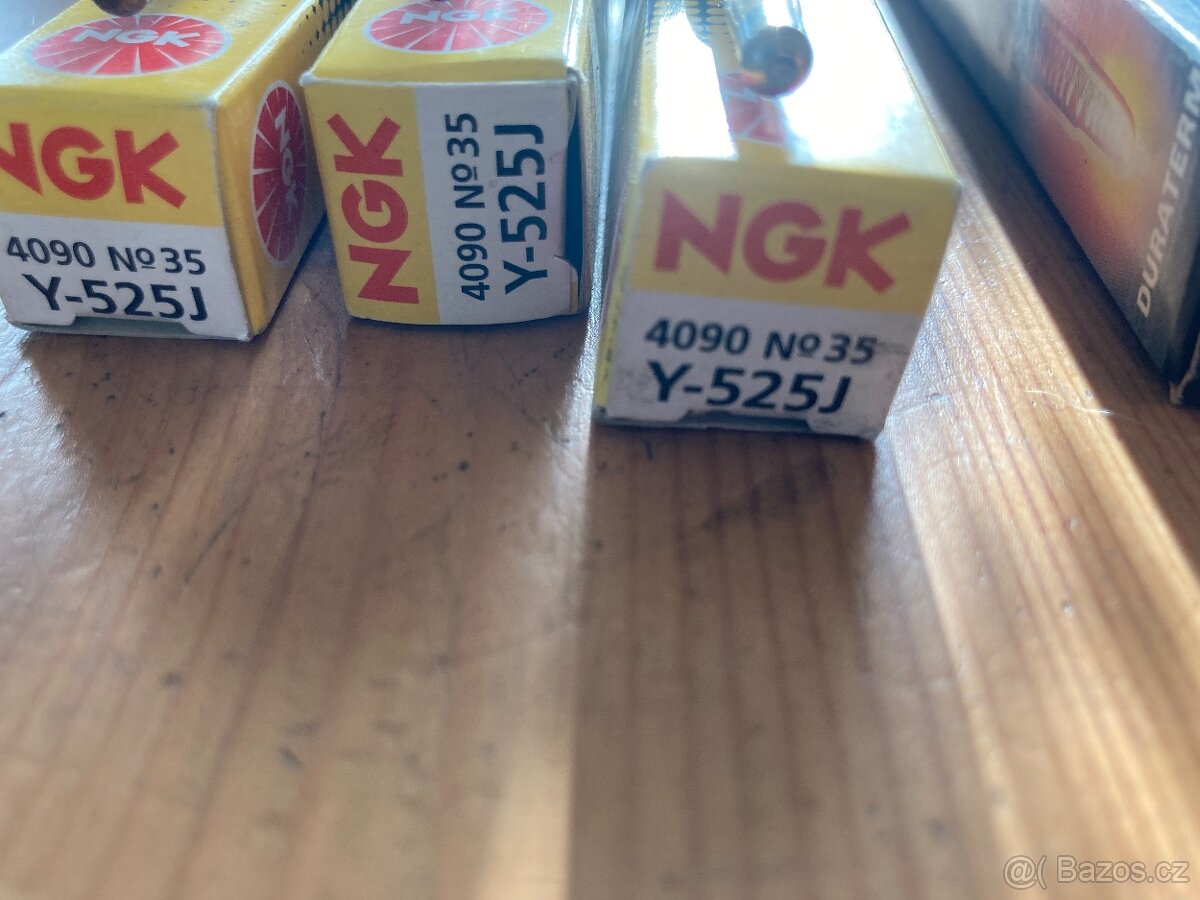 NGK
NGK
NGK
4090 Nº35
Y-525J
NGK
NGK
4090 Nº35
Y-525J
NGK
4090 Nº35
Y-525J
DURATERM
@( Bazos.cz